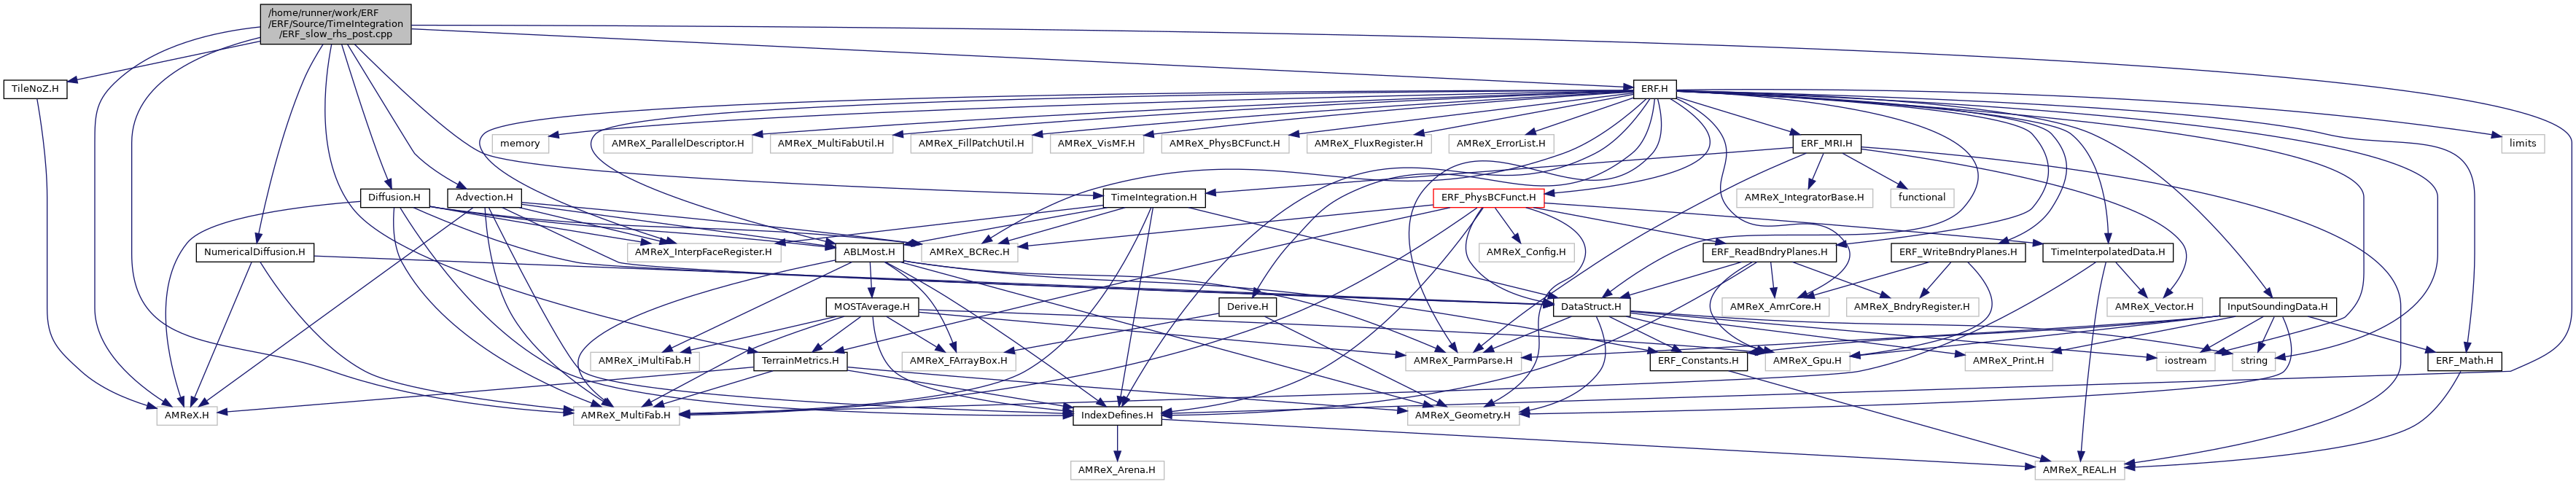 /home/runner/work/ERF
/ERF/Source/TimeIntegration
/ERF_slow_rhs_post.cpp
TileNoZ.H
ERF.H
memory
AMReX_ParallelDescriptor.H
AMReX_MultiFabUtil.H
AMReX_FillPatchUtil.H
AMReX_VisMF.H
AMReX_PhysBCFunct.H
AMReX_FluxRegister.H
AMReX_ErrorList.H
ERF_MRI.H
limits
Diffusion.H
Advection.H
TimeIntegration.H
ERF_PhysBCFunct.H
AMReX_IntegratorBase.H
functional
NumericalDiffusion.H
AMReX_InterpFaceRegister.H
ABLMost.H
AMReX_BCRec.H
AMReX_Config.H
ERF_ReadBndryPlanes.H
ERF_WriteBndryPlanes.H
TimeInterpolatedData.H
MOSTAverage.H
Derive.H
DataStruct.H
AMReX_AmrCore.H
AMReX_BndryRegister.H
AMReX_Vector.H
InputSoundingData.H
AMReX_iMultiFab.H
TerrainMetrics.H
AMReX_FArrayBox.H
AMReX_ParmParse.H
ERF_Constants.H
AMReX_Gpu.H
AMReX_Print.H
iostream
string
ERF_Math.H
AMReX.H
AMReX_MultiFab.H
IndexDefines.H
AMReX_Geometry.H
AMReX_Arena.H
AMReX_REAL.H